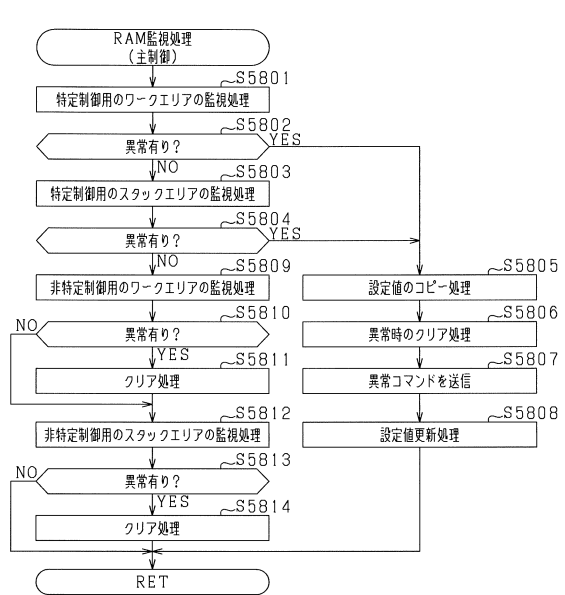 RAM監視処理
(主制御)
S5801
特定制御用のワークエリアの監視処理
S5802
異常有り?
YES
NO
S5803
特定制御用のスタックエリアの監視処理
S5804
異常有り?
YES
NO
S5809
非特定制御用のワークエリアの監視処理
S5810
異常有り?
NO
YES
S5811
クリア処理
S5812
非特定制御用のスタックエリアの監視処理
S5813
異常有り?
NO
YES
S5814
クリア処理
S5805
設定値のコピー処理
S5806
異常時のクリア処理
S5807
異常コマンドを送信
S5808
設定値更新処理
RET